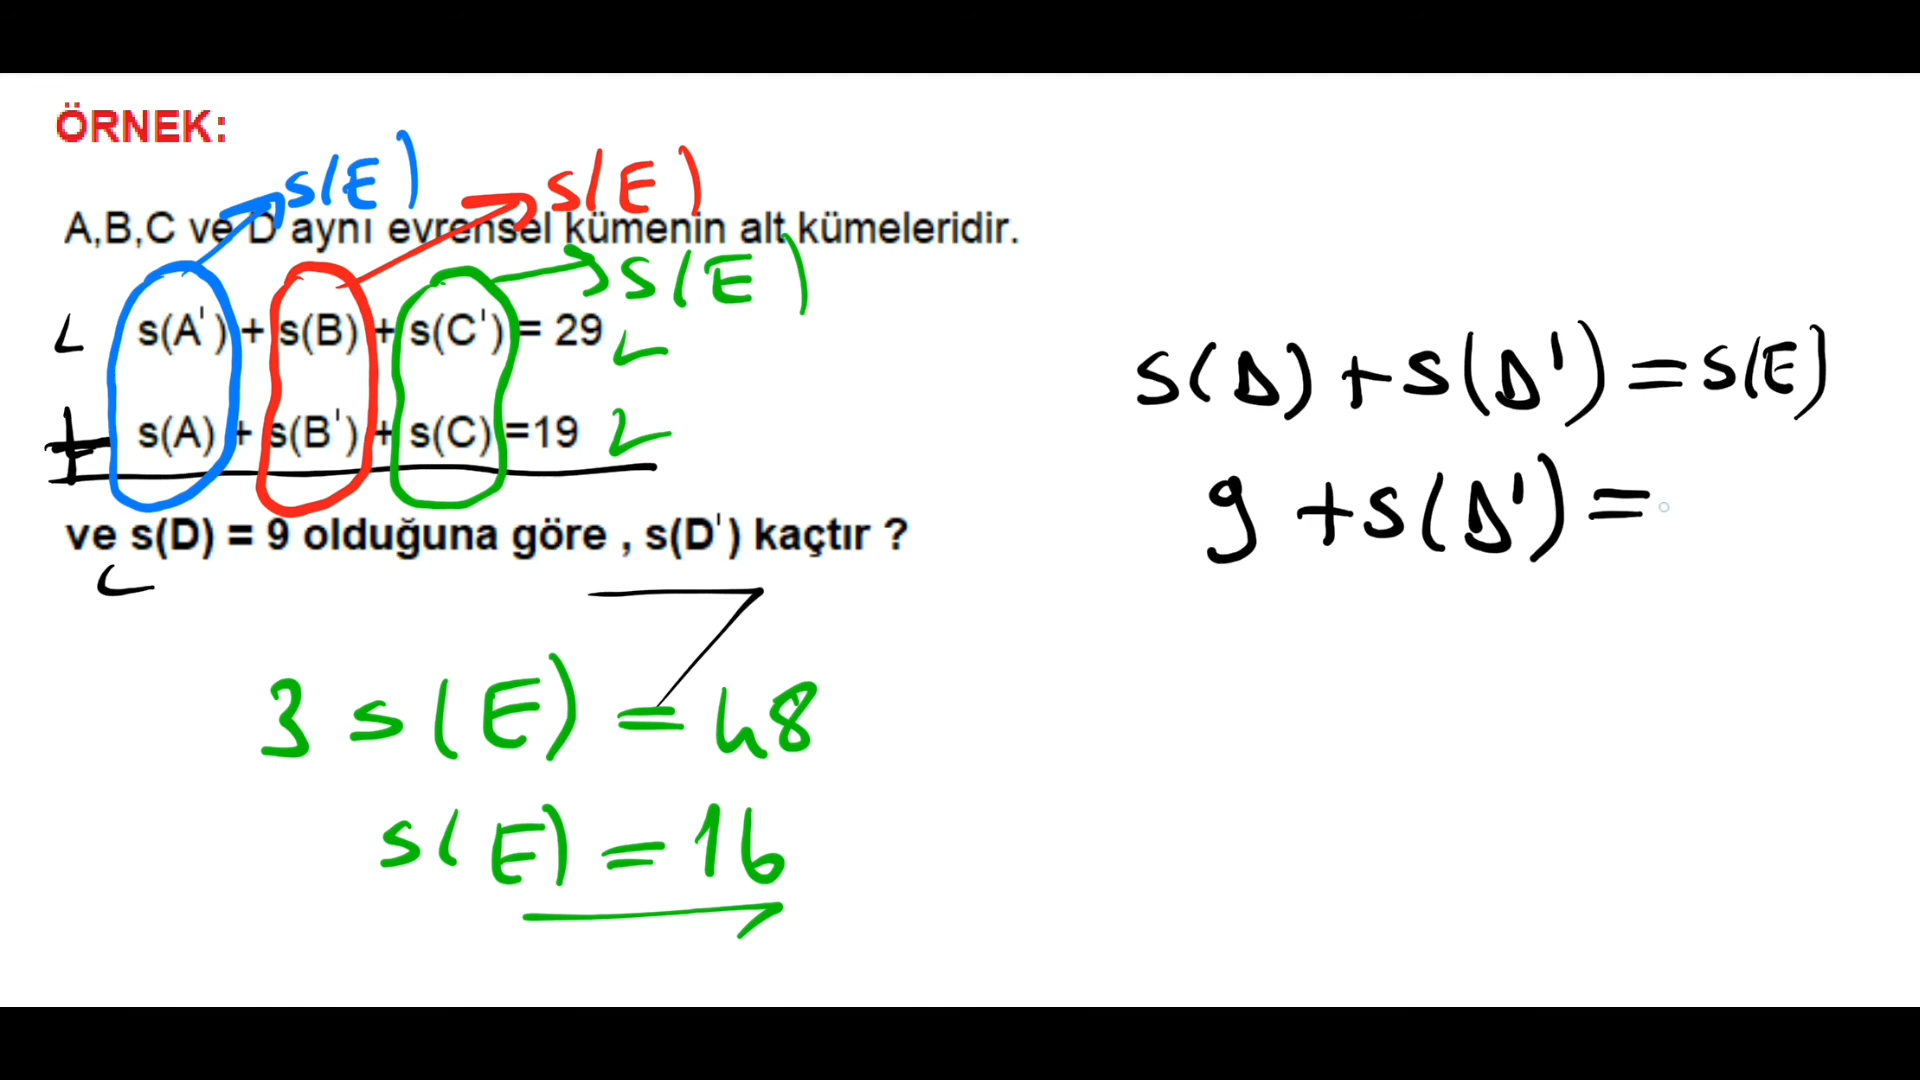 ÖRNEK:
s(E) s(E)
A,B,C ve D aynı evrensel kümenin alt kümeleridir.
s(E)
s(A') + s(B) + s(C') = 29
+ s(A) + s(B') + s(C) =19
ve s(D) = 9 olduğuna göre , s(D') kaçtır ?
3 s(E) = 48
s(E) = 16
s(D) + s(D') = s(E)
9 + s(D') =